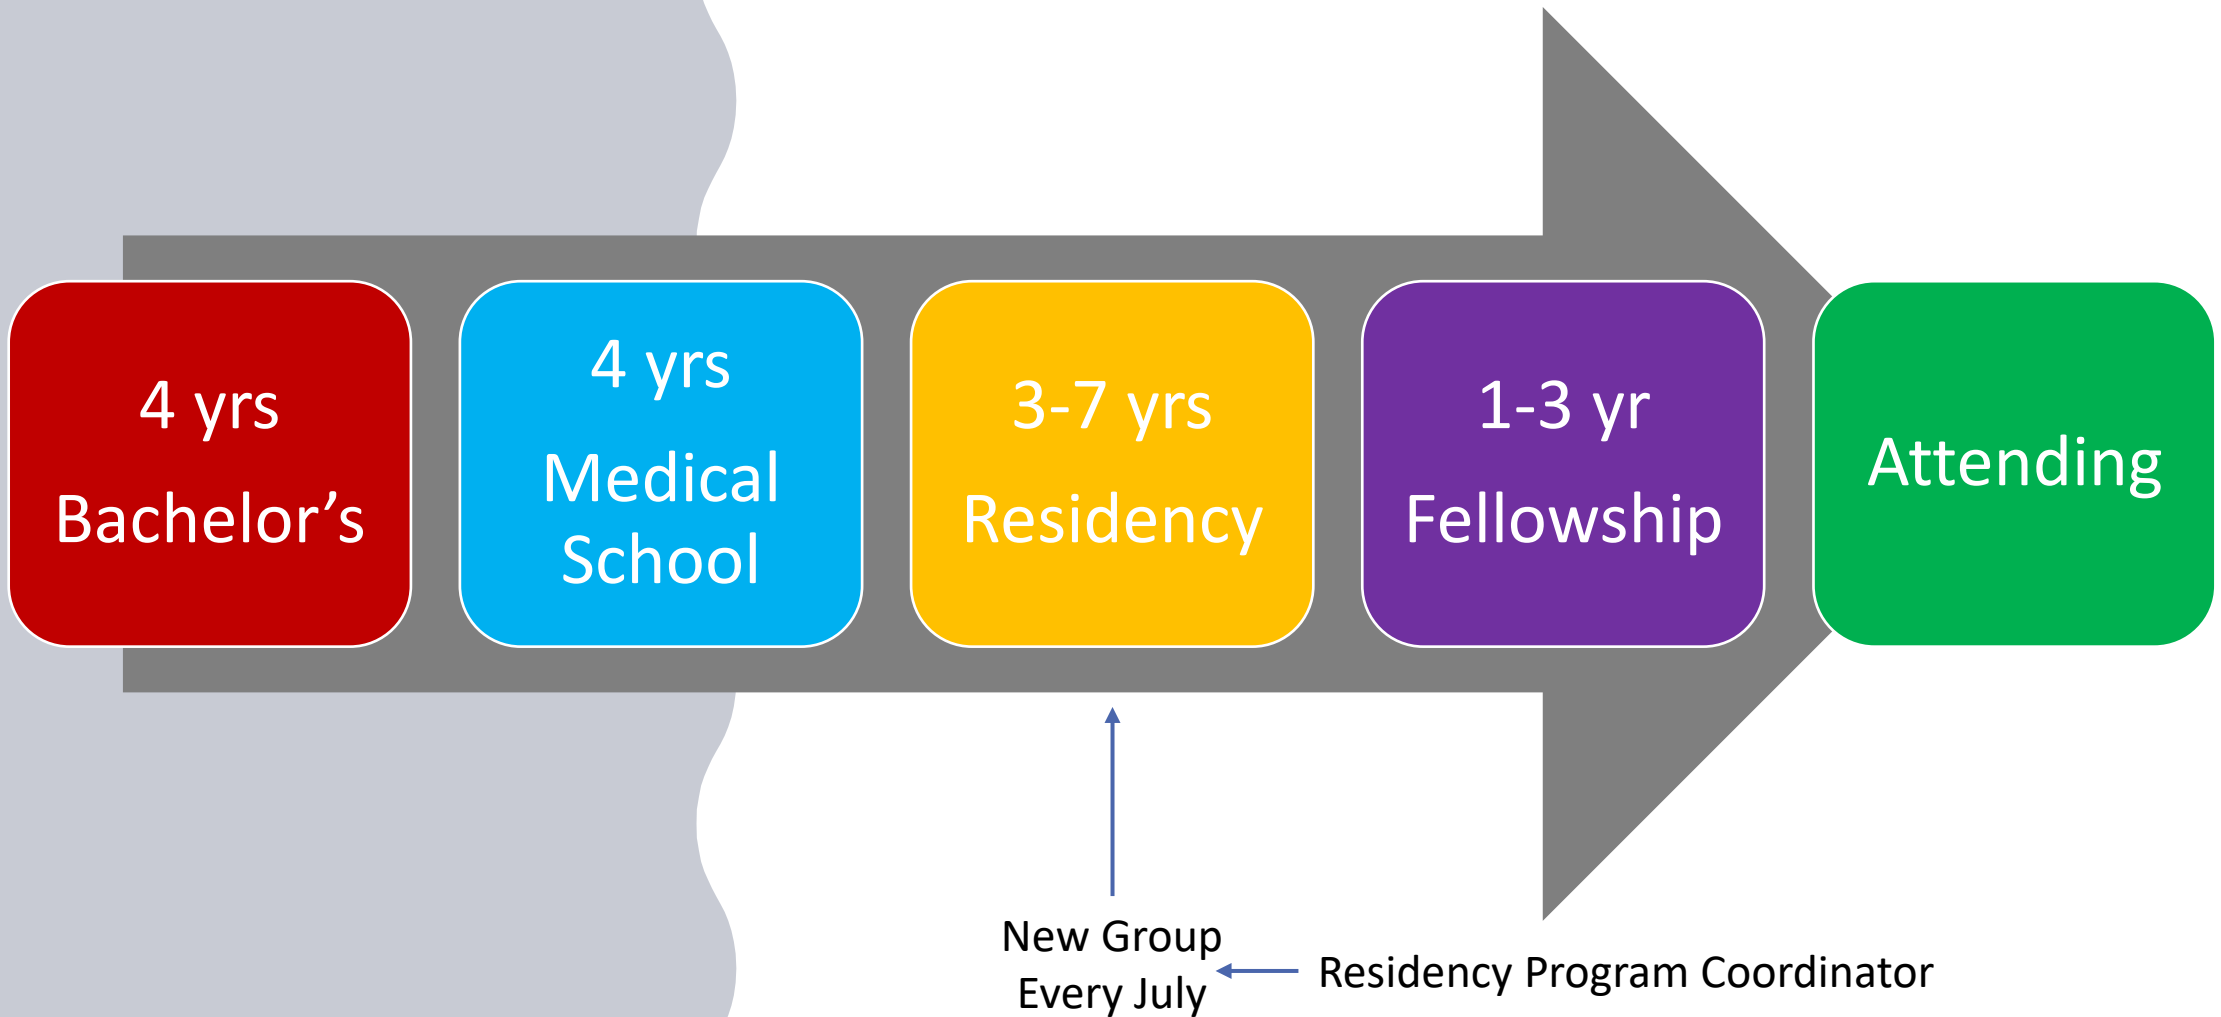 4 yrs
Bachelor’s
4 yrs
Medical
School
3-7 yrs
Residency
1-3 yr
Fellowship
Attending
New Group
Every July
Residency Program Coordinator